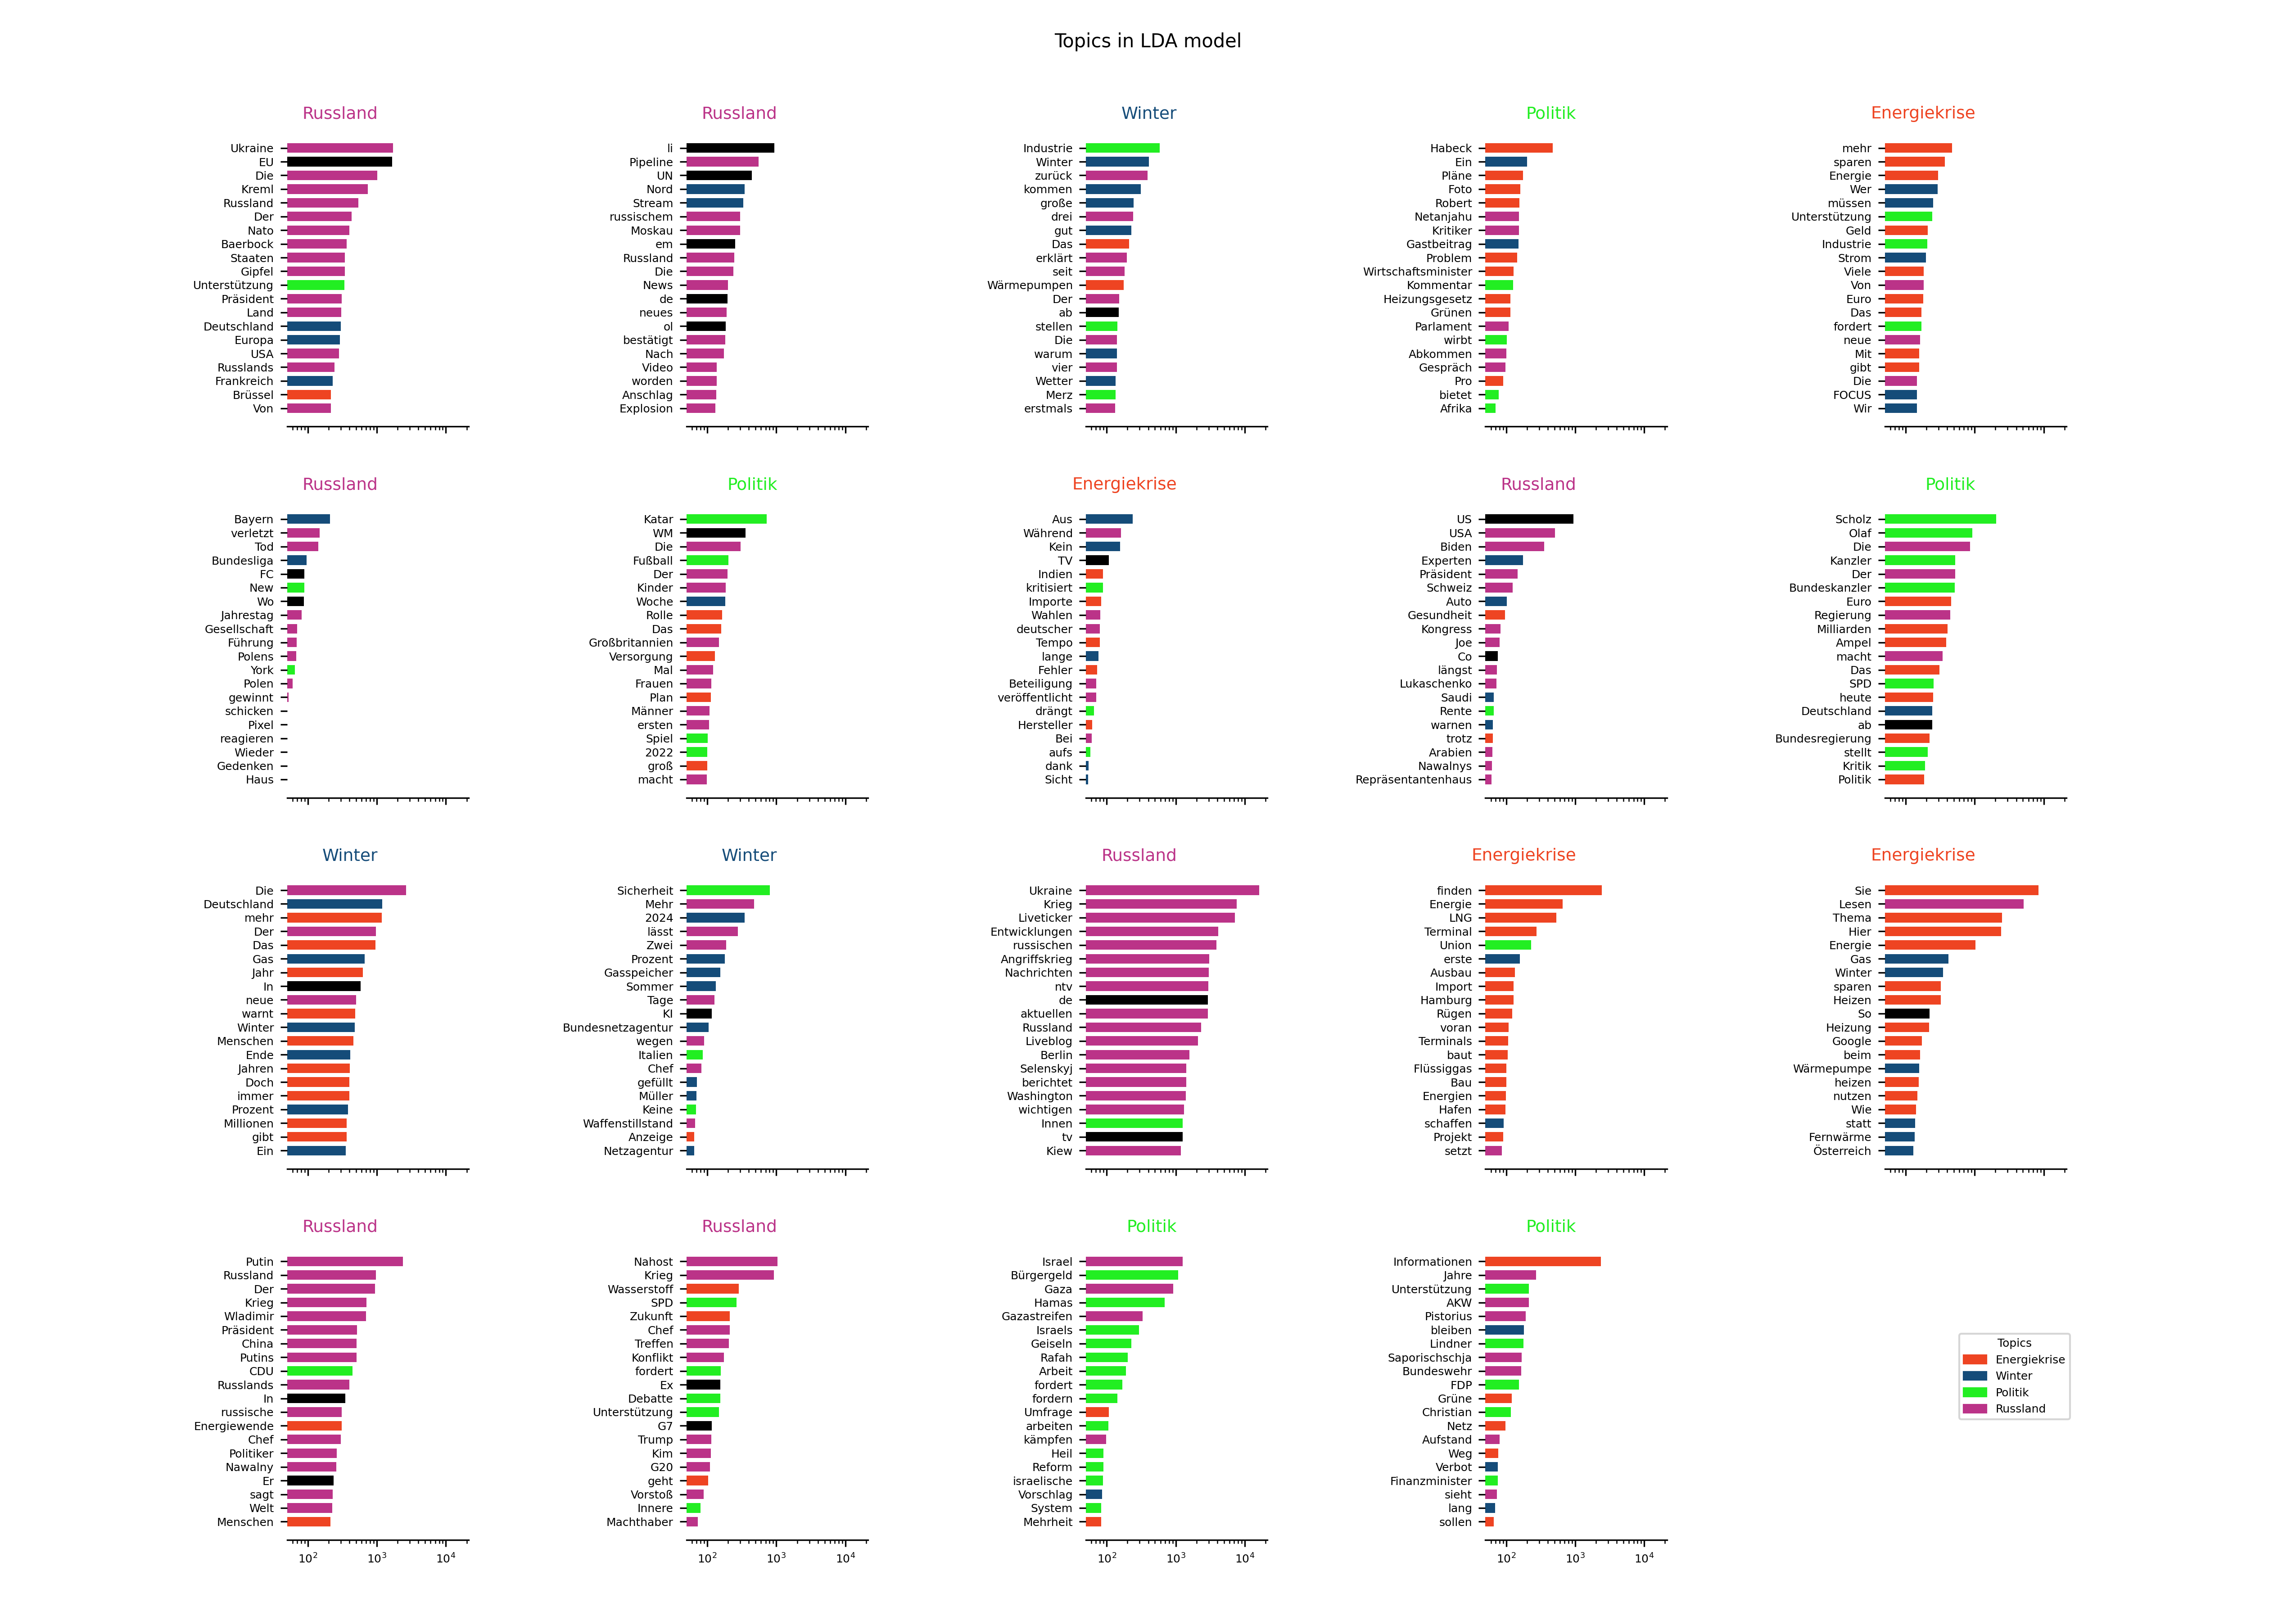 Topics in LDA model
Russland
Ukraine
EU
Die
Kreml
Russland
Der
Nato
Baerbock
Staaten
Gipfel
Unterstützung
Präsident
Land
Deutschland
Europa
USA
Russlands
Frankreich
Brüssel
Von
Russland
li
Pipeline
UN
Nord
Stream
russischem
Moskau
em
Russland
Die
News
de
neues
ol
bestätigt
Nach
Video
worden
Anschlag
Explosion
Winter
Industrie
Winter
zurück
kommen
große
drei
gut
Das
erklärt
seit
Wärmepumpen
Der
ab
stellen
Die
warum
vier
Wetter
Merz
erstmals
Politik
Habeck
Ein
Pläne
Foto
Robert
Netanjahu
Kritiker
Gastbeitrag
Problem
Wirtschaftsminister
Kommentar
Heizungsgesetz
Grünen
Parlament
wirbt
Abkommen
Gespräch
Pro
bietet
Afrika
Energiekrise
mehr
sparen
Energie
Wer
müssen
Unterstützung
Geld
Industrie
Strom
Viele
Von
Euro
Das
fordert
neue
Mit
gibt
Die
FOCUS
Wir
Russland
Bayern
verletzt
Tod
Bundesliga
FC
New
Wo
Jahrestag
Gesellschaft
Führung
Polens
York
Polen
gewinnt
schicken
Pixel
reagieren
Wieder
Gedenken
Haus
Politik
Katar
WM
Die
Fußball
Der
Kinder
Woche
Rolle
Das
Großbritannien
Versorgung
Mal
Frauen
Plan
Männer
ersten
Spiel
2022
groß
macht
Energiekrise
Aus
Während
Kein
TV
Indien
kritisiert
Importe
Wahlen
deutscher
Tempo
lange
Fehler
Beteiligung
veröffentlicht
drängt
Hersteller
Bei
aufs
dank
Sicht
Russland
US
USA
Biden
Experten
Präsident
Schweiz
Auto
Gesundheit
Kongress
Joe
Co
längst
Lukaschenko
Saudi
Rente
warnen
trotz
Arabien
Nawalnys
Repräsentantenhaus
Politik
Scholz
Olaf
Die
Kanzler
Der
Bundeskanzler
Euro
Regierung
Milliarden
Ampel
macht
Das
SPD
heute
Deutschland
ab
Bundesregierung
stellt
Kritik
Politik
Winter
Die
Deutschland
mehr
Der
Das
Gas
Jahr
In
neue
warnt
Winter
Menschen
Ende
Jahren
Doch
immer
Prozent
Millionen
gibt
Ein
Winter
Sicherheit
Mehr
2024
lässt
Zwei
Prozent
Gasspeicher
Sommer
Tage
KI
Bundesnetzagentur
wegen
Italien
Chef
gefüllt
Müller
Keine
Waffenstillstand
Anzeige
Netzagentur
Russland
Ukraine
Krieg
Liveticker
Entwicklungen
russischen
Angriffskrieg
Nachrichten
ntv
de
aktuellen
Russland
Liveblog
Berlin
Selenskyj
berichtet
Washington
wichtigen
Innen
tv
Kiew
Energiekrise
finden
Energie
LNG
Terminal
Union
erste
Ausbau
Import
Hamburg
Rügen
voran
Terminals
baut
Flüssiggas
Bau
Energien
Hafen
schaffen
Projekt
setzt
Energiekrise
Sie
Lesen
Thema
Hier
Energie
Gas
Winter
sparen
Heizen
So
Heizung
Google
beim
Wärmepumpe
heizen
nutzen
Wie
statt
Fernwärme
Österreich
Russland
Putin
Russland
Der
Krieg
Wladimir
Präsident
China
Putins
CDU
Russlands
In
russische
Energiewende
Chef
Politiker
Nawalny
Er
sagt
Welt
Menschen
10² 10³ 10⁴
Russland
Nahost
Krieg
Wasserstoff
SPD
Zukunft
Chef
Treffen
Konflikt
fordert
Ex
Debatte
Unterstützung
G7
Trump
Kim
G20
geht
Vorstoß
Innere
Machthaber
10² 10³ 10⁴
Politik
Israel
Bürgergeld
Gaza
Hamas
Gazastreifen
Israels
Geiseln
Rafah
Arbeit
fordert
fordern
Umfrage
arbeiten
kämpfen
Heil
Reform
israelische
Vorschlag
System
Mehrheit
10² 10³ 10⁴
Politik
Informationen
Jahre
Unterstützung
AKW
Pistorius
bleiben
Lindner
Saporischschja
Bundeswehr
FDP
Grüne
Christian
Netz
Aufstand
Weg
Verbot
Finanzminister
sieht
lang
sollen
10² 10³ 10⁴
Topics
Energiekrise
Winter
Politik
Russland